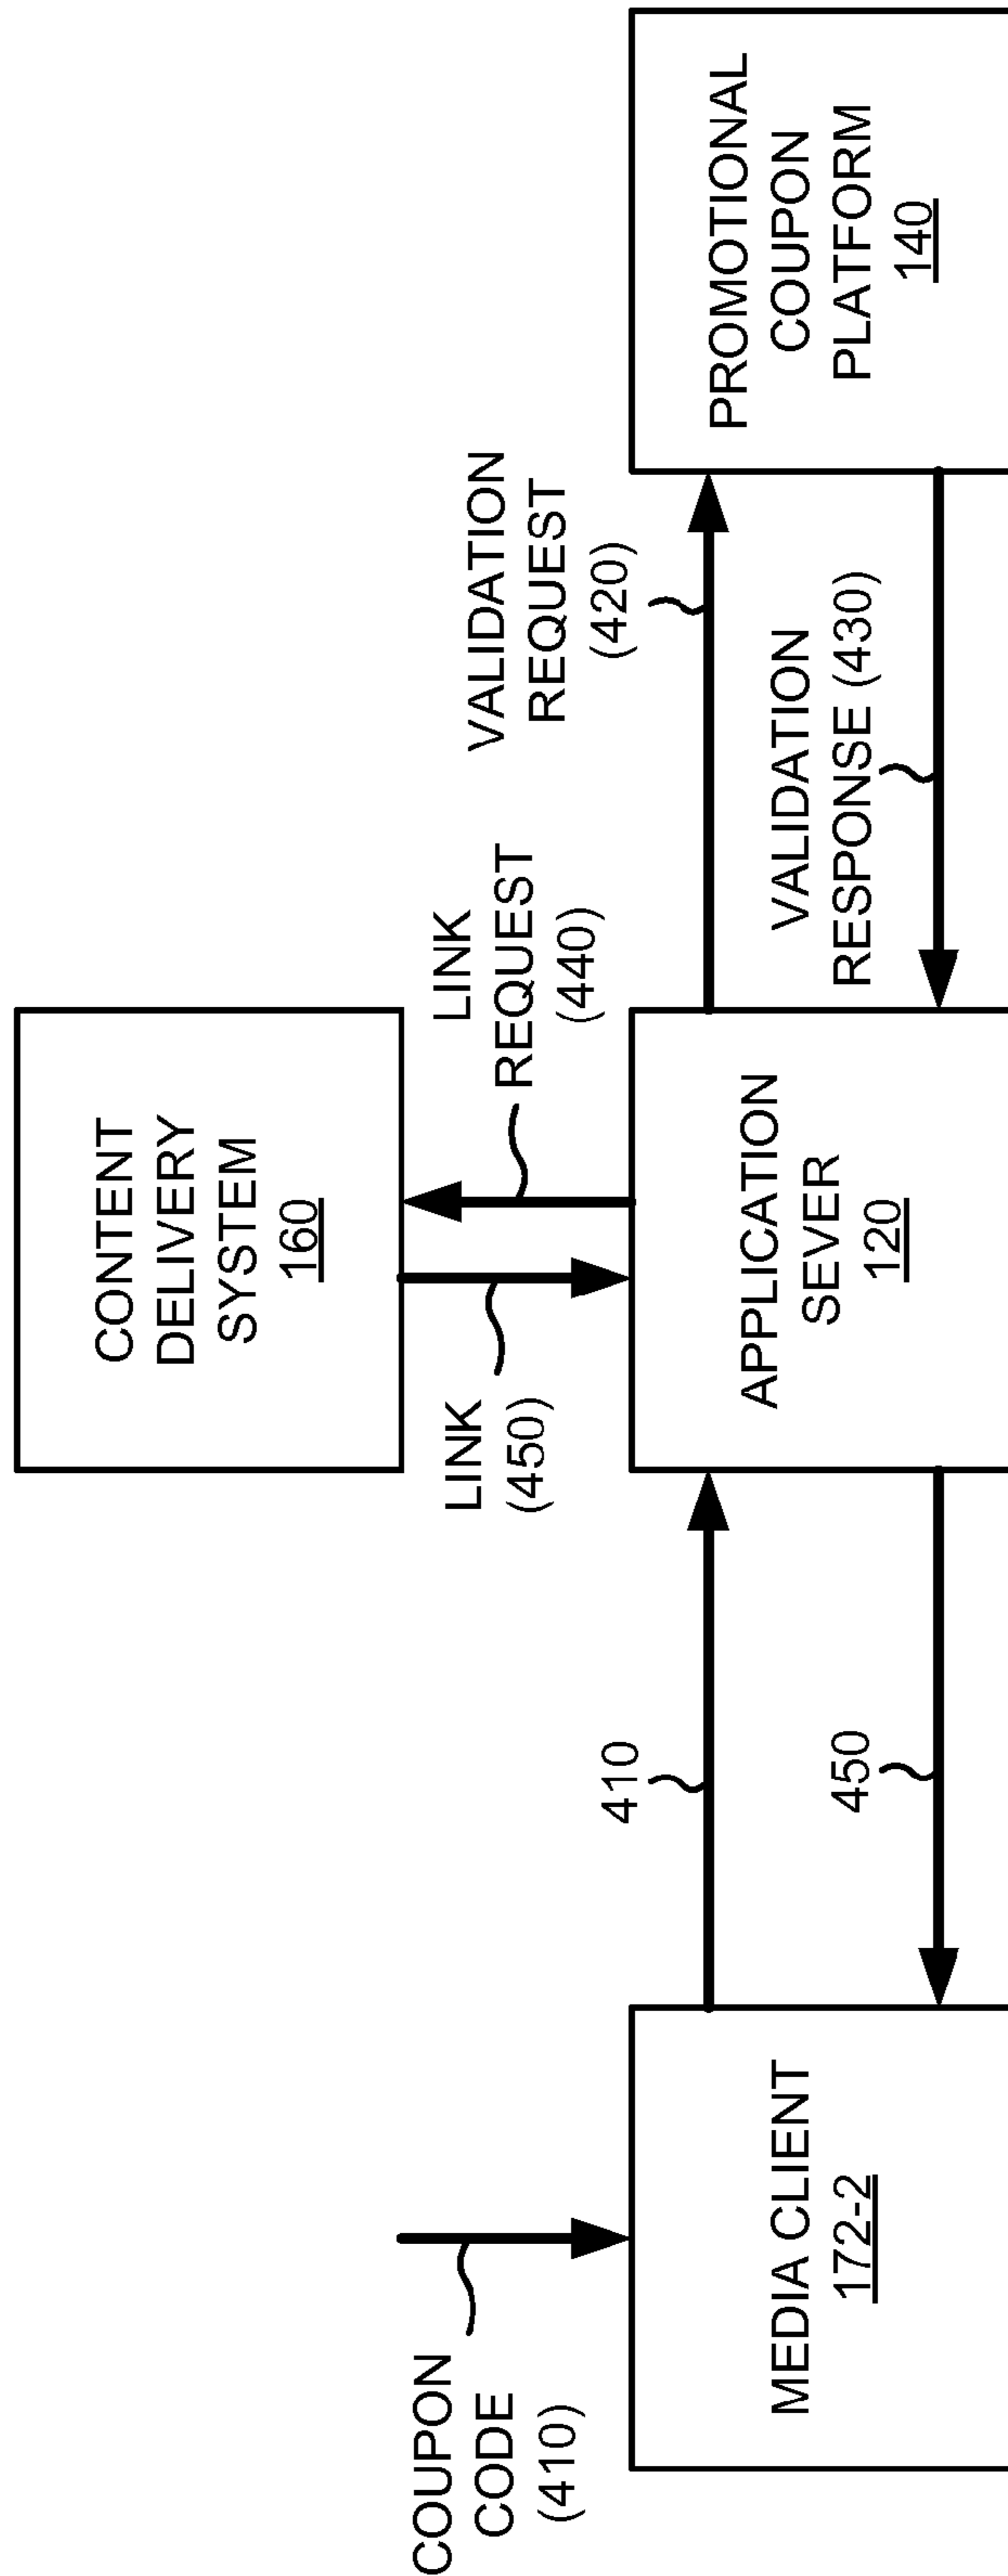 CONTENT
DELIVERY
SYSTEM
160
COUPON
CODE
(410)
LINK
(450)
LINK
REQUEST
(440)
VALIDATION
REQUEST
(420)
MEDIA CLIENT
172-2
410
450
APPLICATION
SEVER
120
VALIDATION
RESPONSE (430)
PROMOTIONAL
COUPON
PLATFORM
140